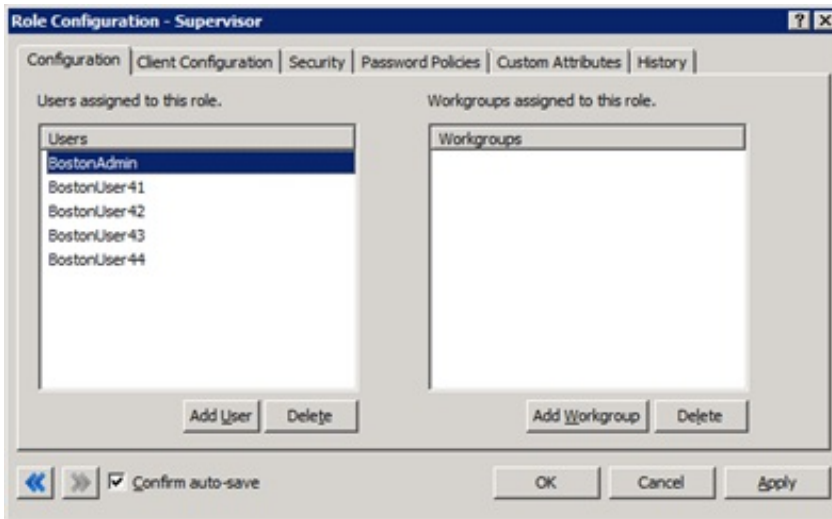 Role Configuration - Supervisor
Configuration Client Configuration Security Password Policies Custom Attributes History
Users assigned to this role.
Workgroups assigned to this role.
Users
BostonAdmin
BostonUser41
BostonUser42
BostonUser43
BostonUser44
Workgroups
Add User Delete
Add Workgroup Delete
Confirm auto-save
OK Cancel Apply